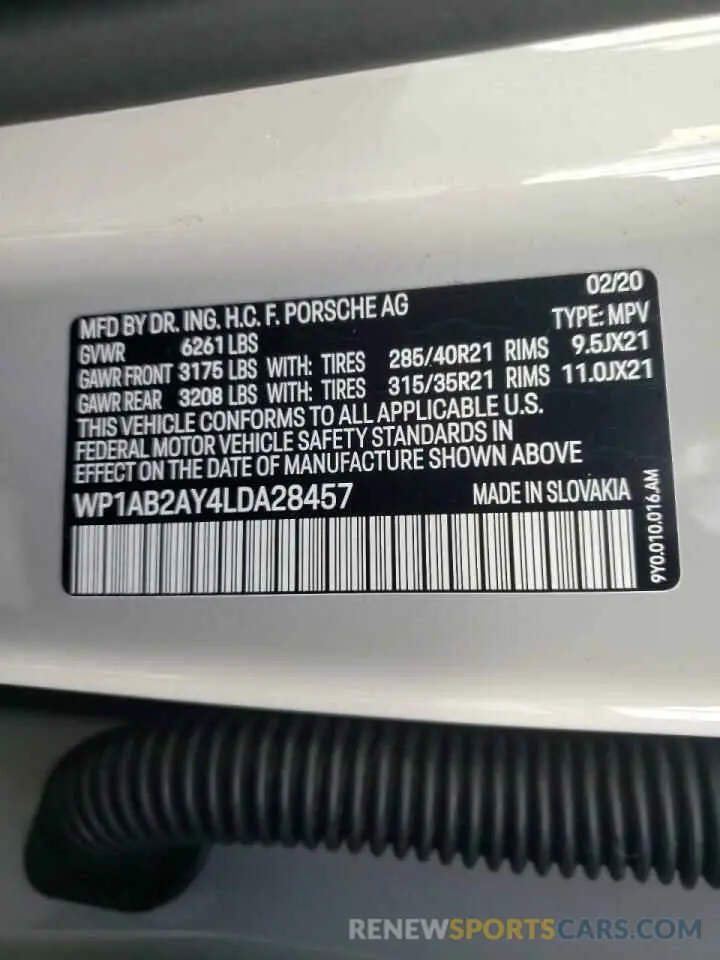 02/20
MFD BY DR. ING. H.C. F. PORSCHE AG TYPE: MPV
GVWR 6261 LBS
GAWR FRONT 3175 LBS WITH: TIRES 285/40R21 RIMS 9.5JX21
GAWR REAR 3208 LBS WITH: TIRES 315/35R21 RIMS 11.0JX21
THIS VEHICLE CONFORMS TO ALL APPLICABLE U.S.
FEDERAL MOTOR VEHICLE SAFETY STANDARDS IN
EFFECT ON THE DATE OF MANUFACTURE SHOWN ABOVE
WP1AB2AY4LDA28457 MADE IN SLOVAKIA
9Y0.010.016.AM
RENEWSPORTSCARS.COM